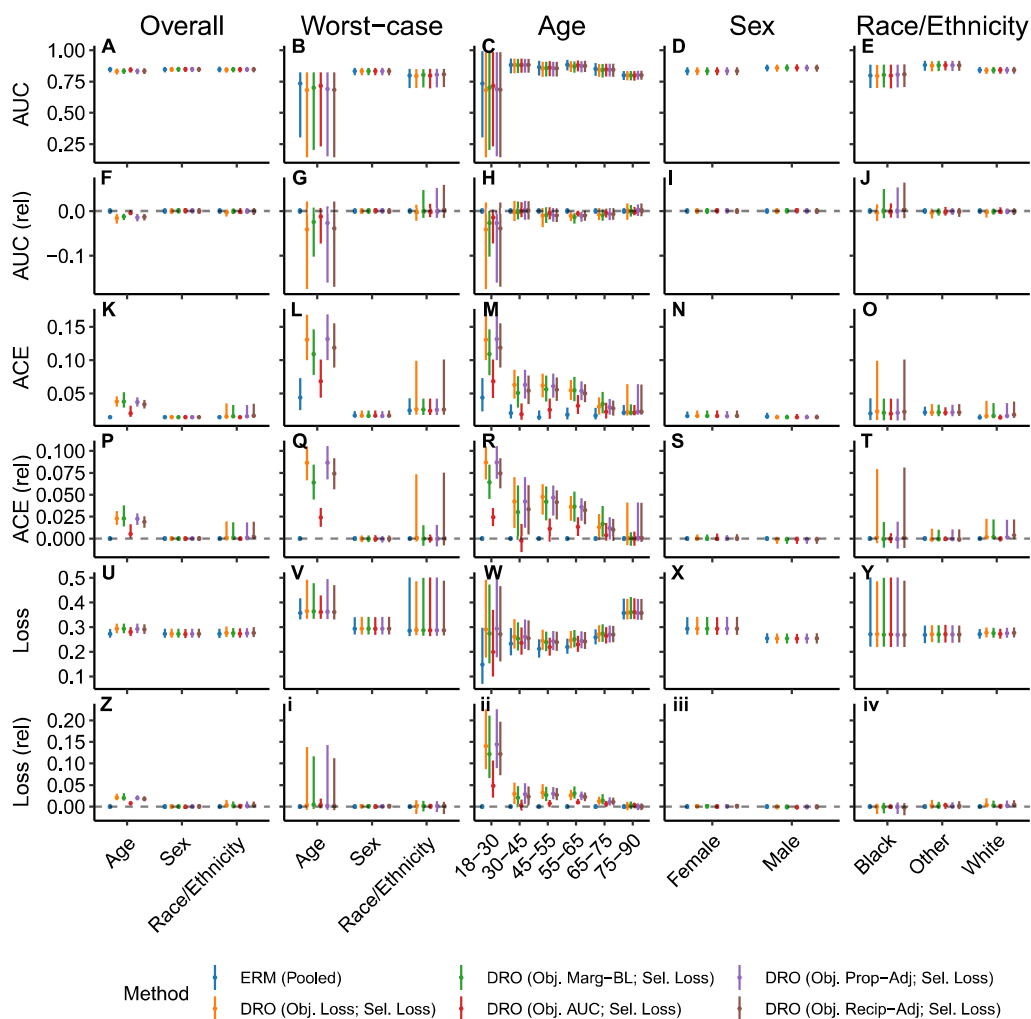 Overall Worst-case Age Sex Race/Ethnicity
A B C D E
AUC
1.00
0.75
0.50
0.25
F G H I J
AUC (rel)
0.0
-0.1
K L M N O
ACE
0.15
0.10
0.05
P Q R S T
ACE (rel)
0.100
0.075
0.050
0.025
0.000
U V W X Y
Loss
0.5
0.4
0.3
0.2
0.1
Z i ii iii iv
Loss (rel)
0.20
0.15
0.10
0.05
0.00
Age Sex Race/Ethnicity
Age Sex Race/Ethnicity
18-30 30-45 45-55 55-65 65-75 75-90
Female Male
Black Other White
Method
ERM (Pooled)
DRO (Obj. Loss; Sel. Loss)
DRO (Obj. Marg-BL; Sel. Loss)
DRO (Obj. AUC; Sel. Loss)
DRO (Obj. Prop-Adj; Sel. Loss)
DRO (Obj. Recip-Adj; Sel. Loss)